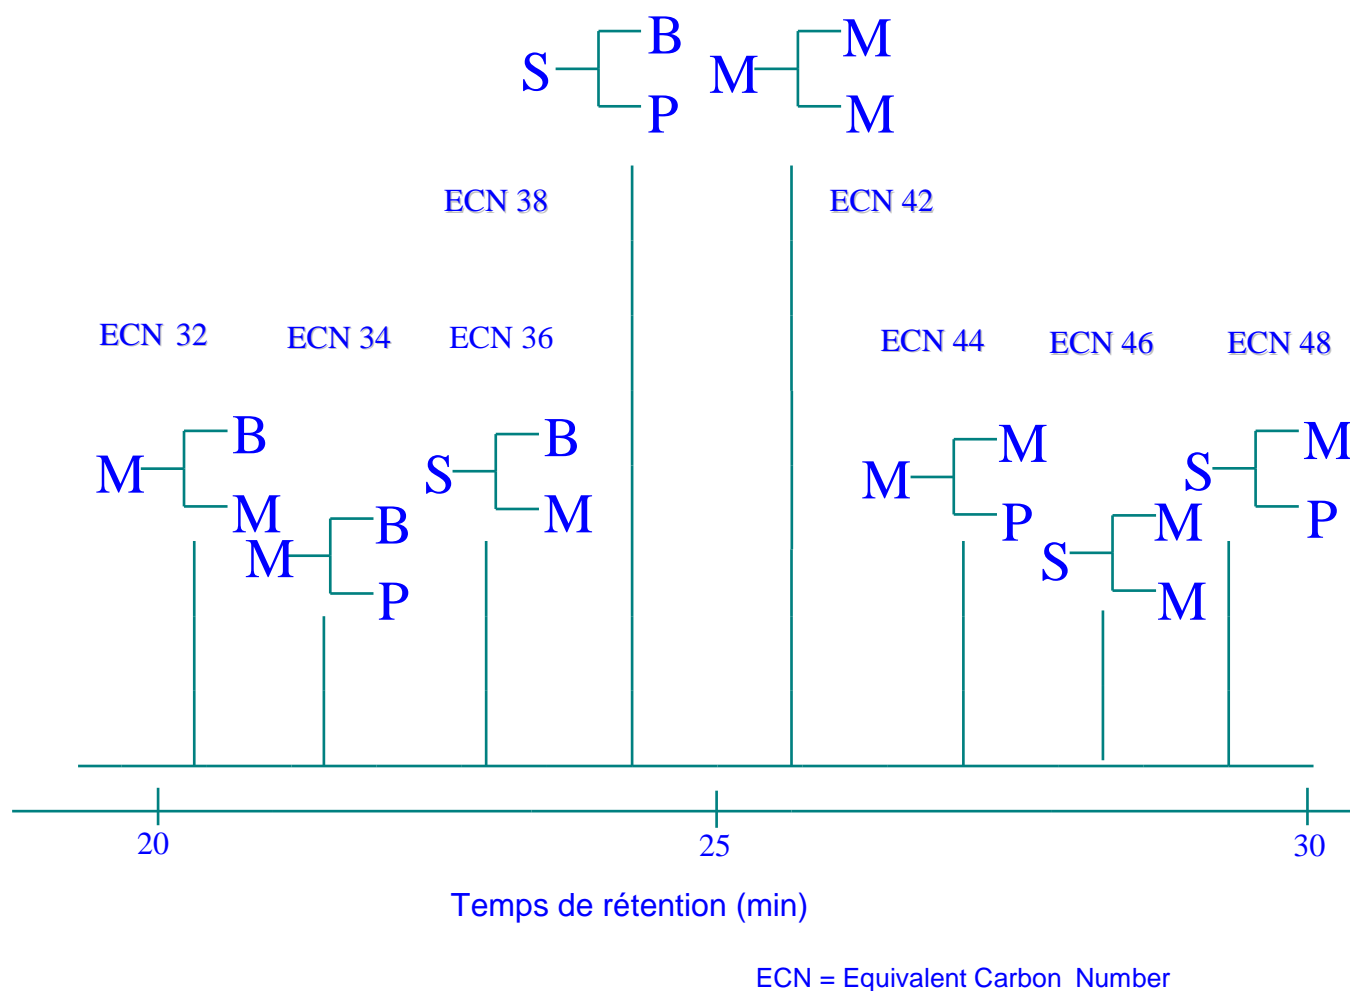 B
S
P
M
M
M
ECN 38
ECN 42
ECN 32
ECN 34
ECN 36
ECN 44
ECN 46
ECN 48
B
M
M
B
M
P
B
S
M
M
M
P
M
S
M
M
S
P
20
25
30
Temps de rétention (min)
ECN = Equivalent Carbon Number